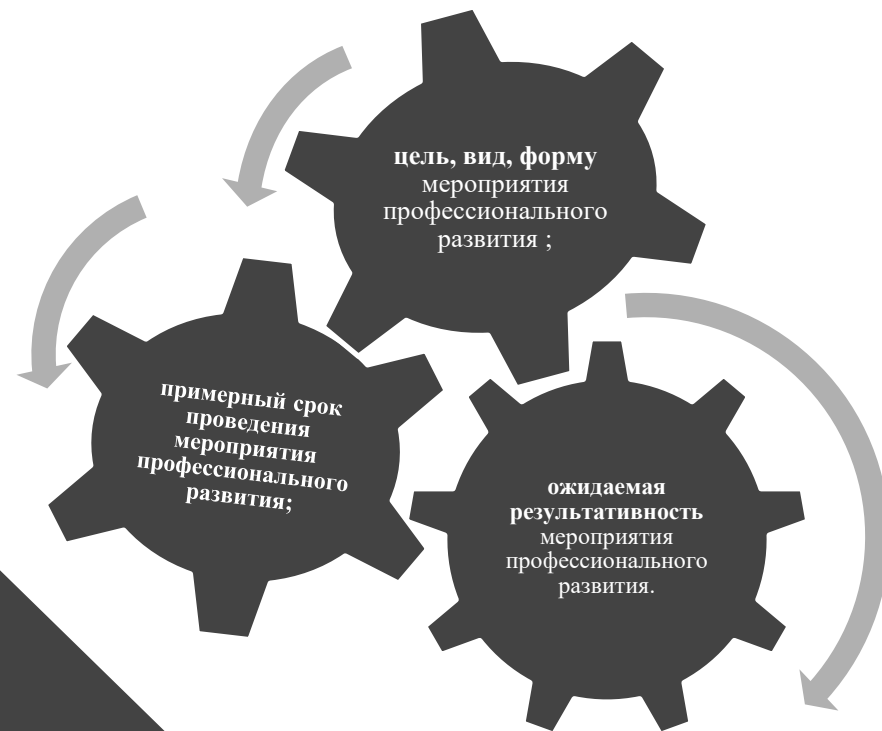 цель, вид, форму
мероприятия
профессионального
развития ;
примерный срок
проведения
мероприятия
профессионального
развития;
ожидаемая
результативность
мероприятия
профессионального
развития.